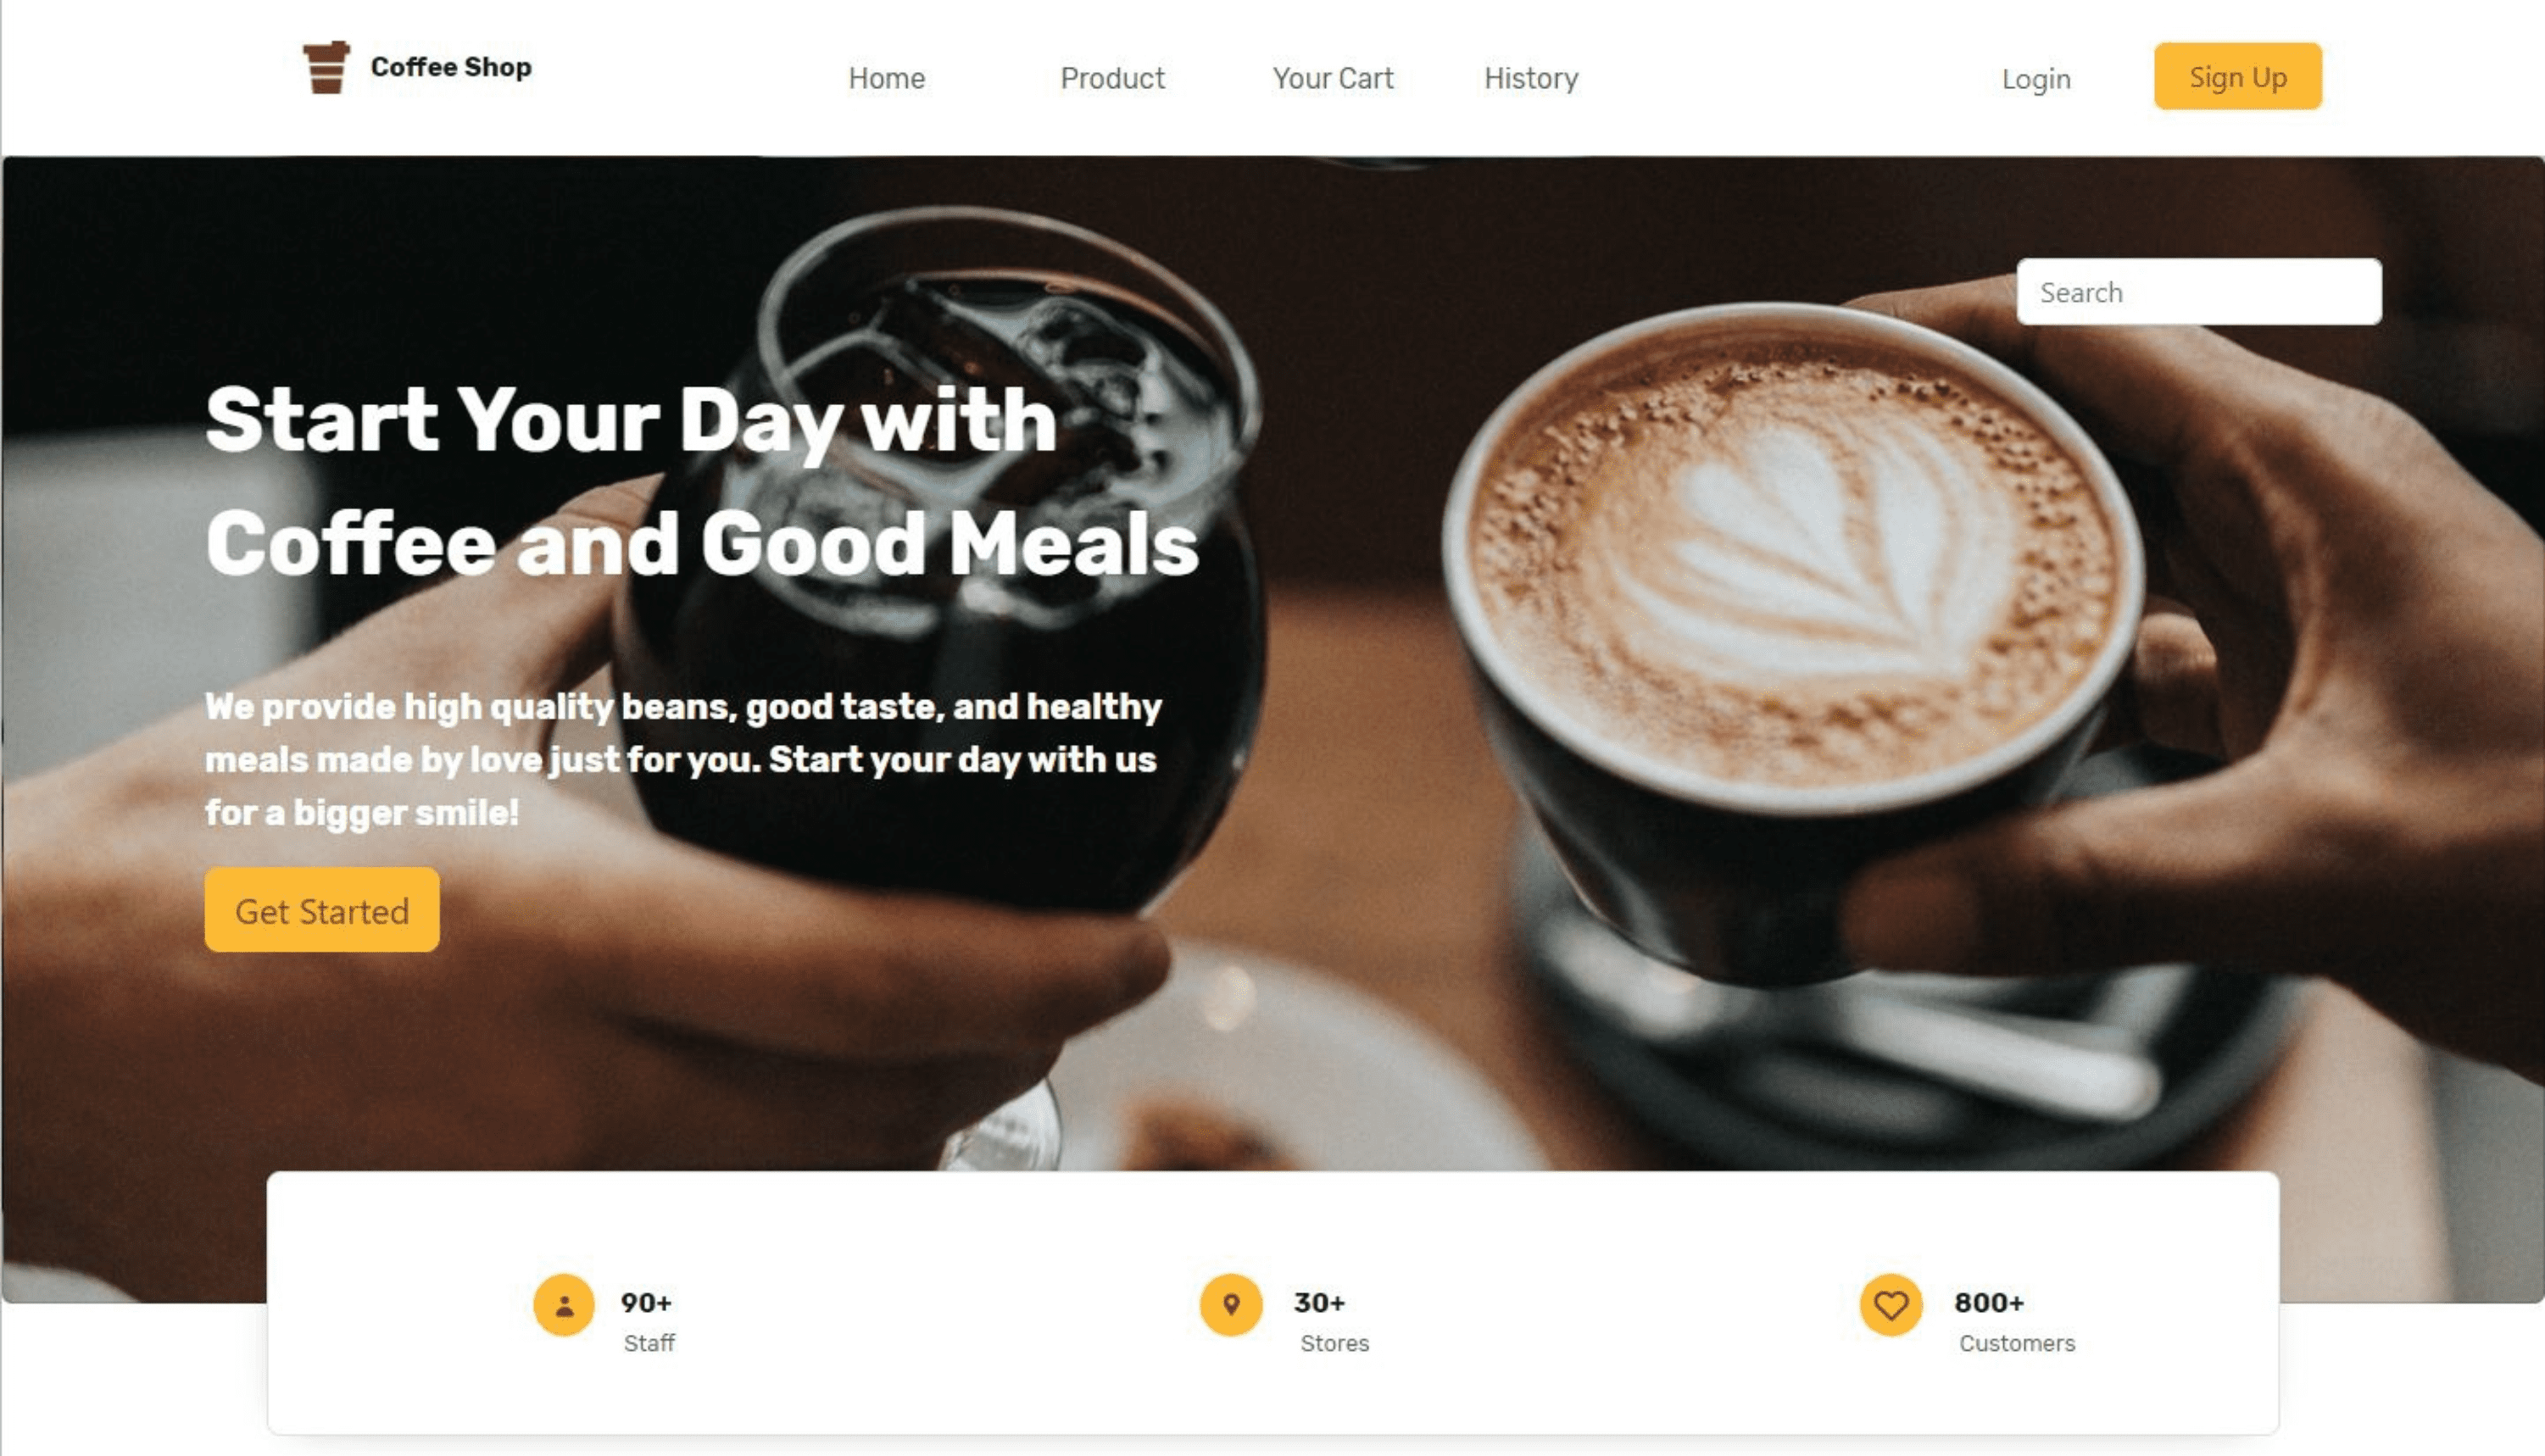 Coffee Shop
Home
Product
Your Cart
History
Login
Sign Up
Search
Start Your Day with
Coffee and Good Meals
We provide high quality beans, good taste, and healthy
meals made by love just for you. Start your day with us
for a bigger smile!
Get Started
90+
Staff
30+
Stores
800+
Customers